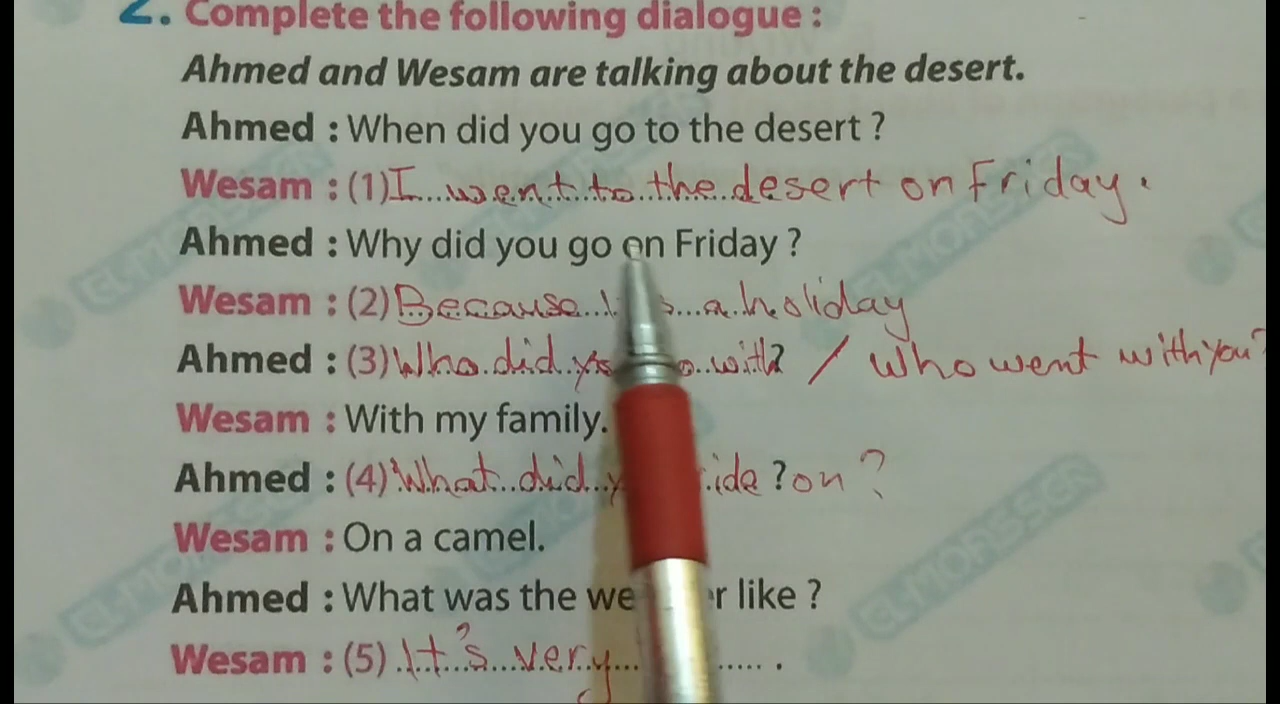 2. Complete the following dialogue :
Ahmed and Wesam are talking about the desert.
Ahmed : When did you go to the desert ?
Wesam : (1) I went to the desert on Friday.
Ahmed : Why did you go on Friday ?
Wesam : (2) Because a holiday
Ahmed : (3) Who did with? / who went with you?
Wesam : With my family.
Ahmed : (4) What did ? on ?
Wesam : On a camel.
Ahmed : What was the like ?
Wesam : (5) It's very .
EL-MOASSER